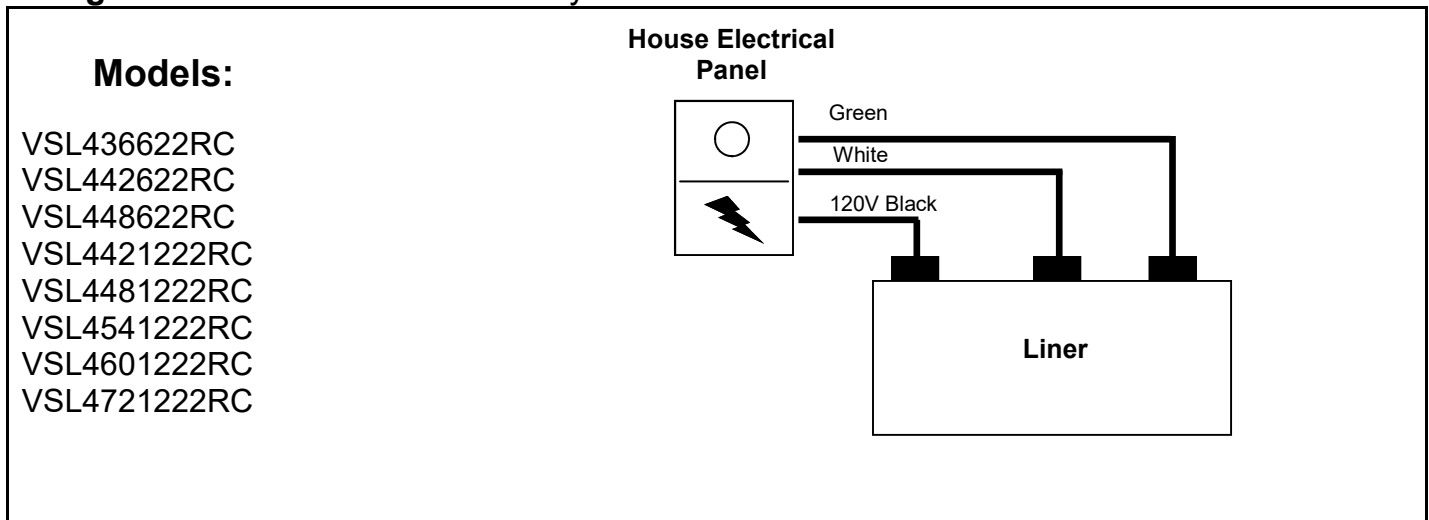 Models:
VSL436622RC
VSL442622RC
VSL448622RC
VSL4421222RC
VSL4481222RC
VSL4541222RC
VSL4601222RC
VSL4721222RC
House Electrical
Panel
Green
White
120V Black
Liner